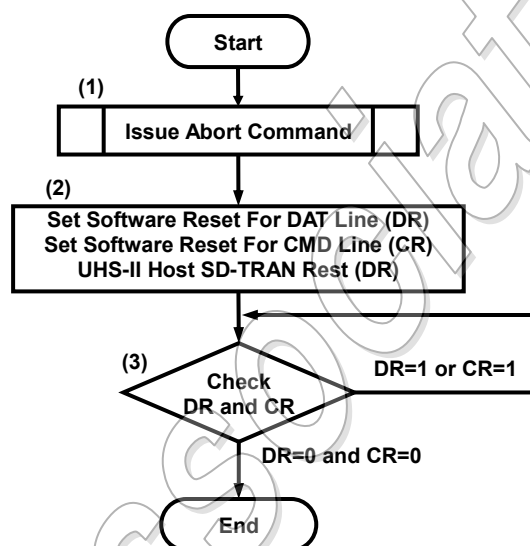 Start
(1)
Issue Abort Command
(2)
Set Software Reset For DAT Line (DR)
Set Software Reset For CMD Line (CR)
UHS-II Host SD-TRAN Rest (DR)
(3)
Check
DR and CR
DR=1 or CR=1
DR=0 and CR=0
End